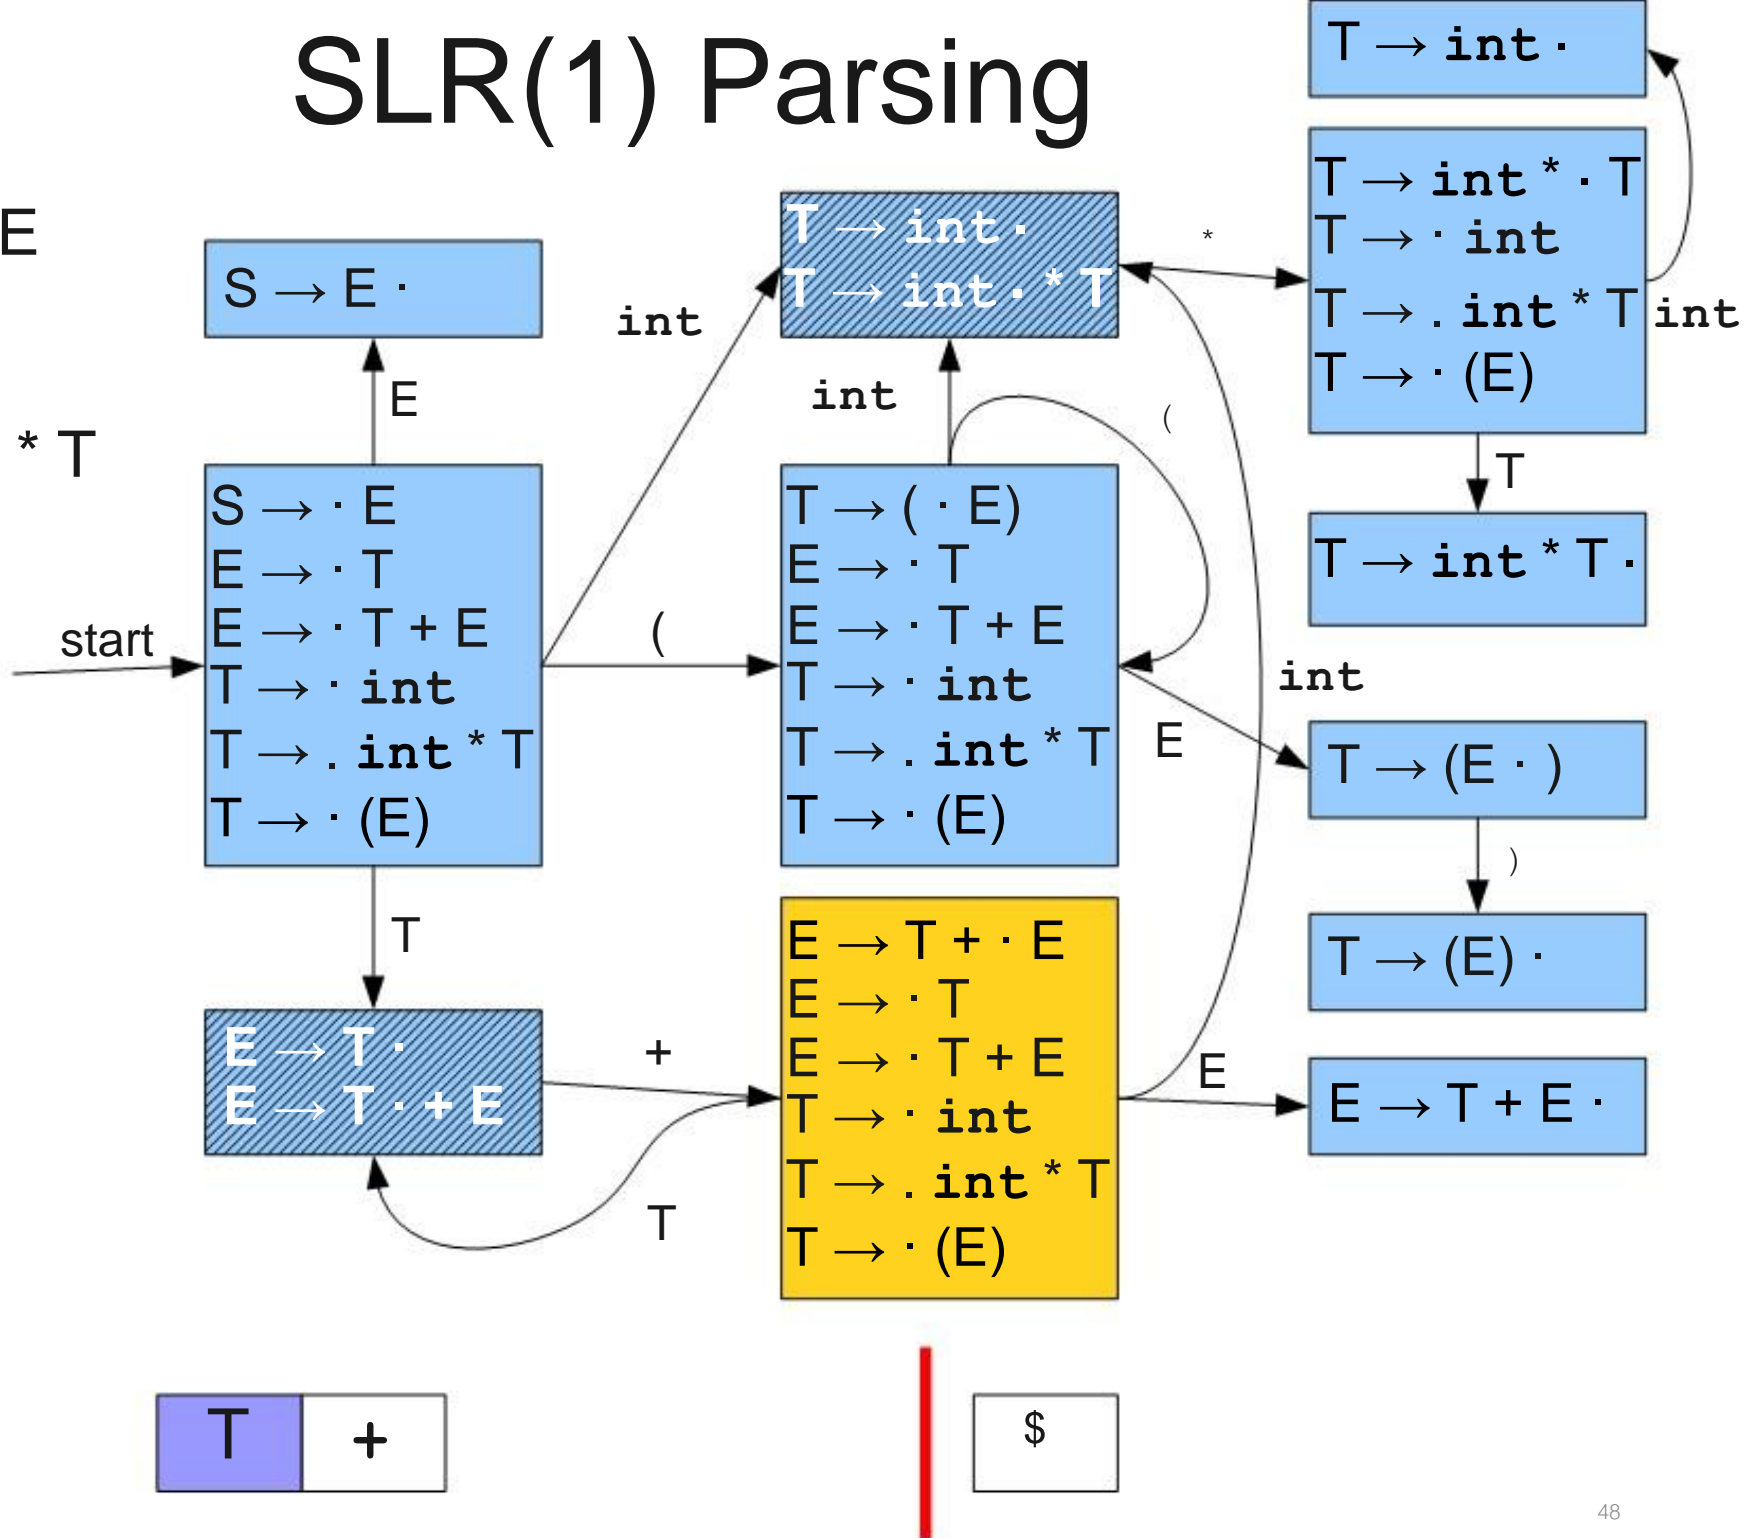 SLR(1) Parsing
E
* T
T → int ·
T → int * · T
T → · int
T → . int * T
T → · (E)
int
T → int ·
T → int · * T
*
S → E ·
int
E
int
(
T
S → · E
E → · T
E → · T + E
T → · int
T → . int * T
T → · (E)
start
(
T → ( · E)
E → · T
E → · T + E
T → · int
T → . int * T
T → · (E)
T → int * T ·
int
E
T → (E · )
)
T → (E) ·
T
E → T ·
E → T · + E
+
T
E → T + · E
E → · T
E → · T + E
T → · int
T → . int * T
T → · (E)
E
E → T + E ·
T +
$
48